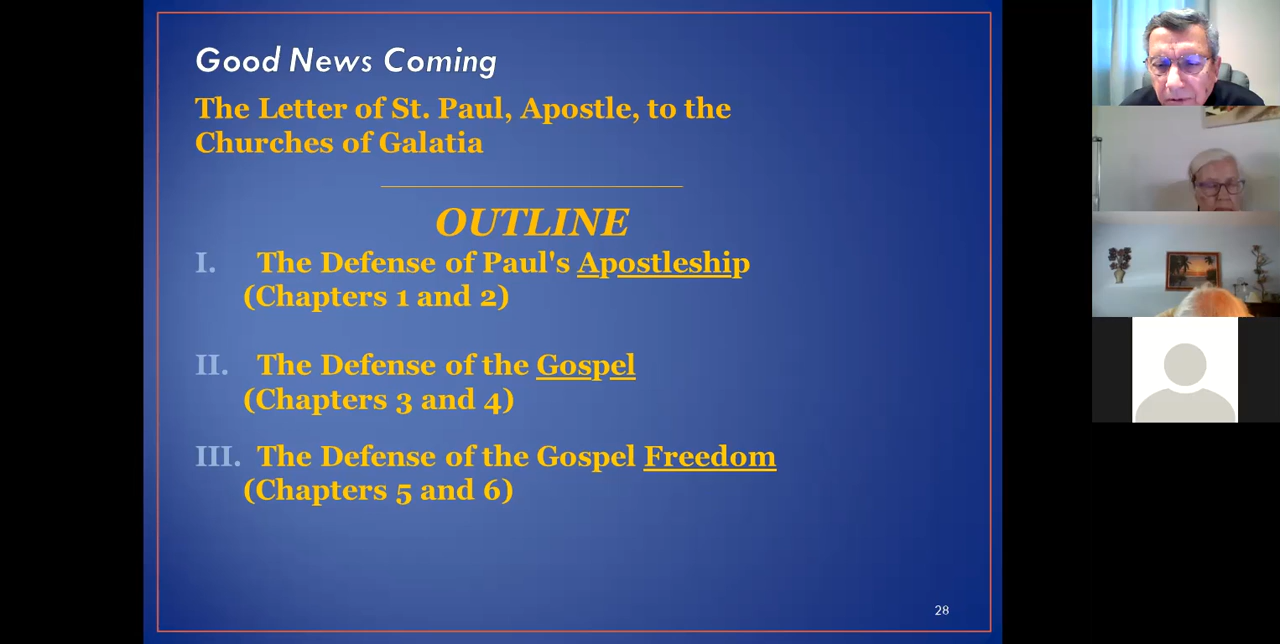 Good News Coming
The Letter of St. Paul, Apostle, to the
Churches of Galatia
OUTLINE
I. The Defense of Paul's Apostleship
(Chapters 1 and 2)
II. The Defense of the Gospel
(Chapters 3 and 4)
III. The Defense of the Gospel Freedom
(Chapters 5 and 6)
28